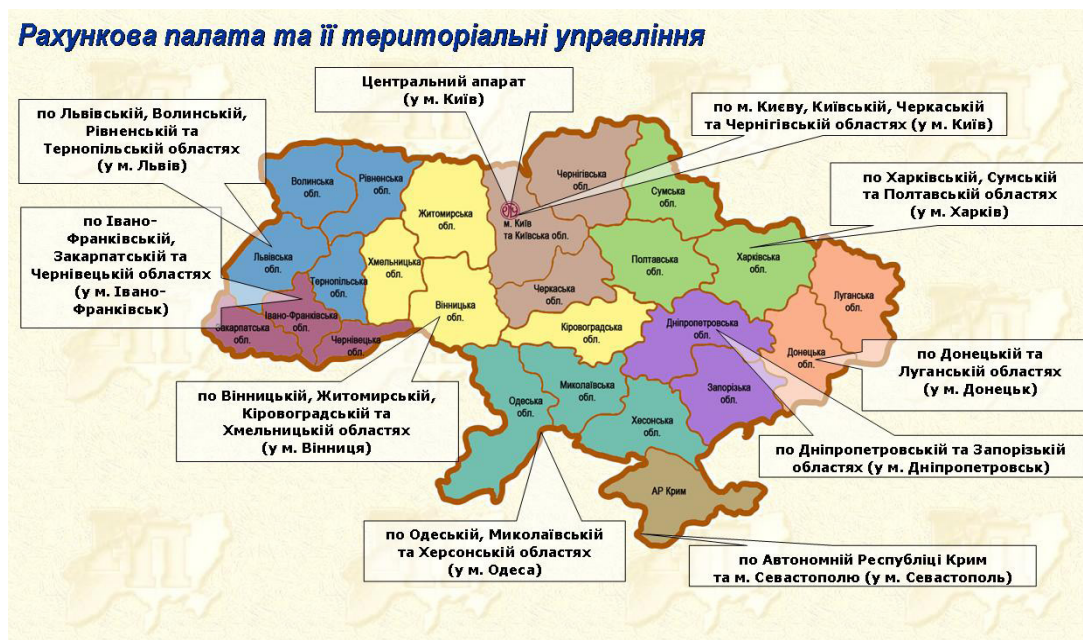 Рахункова палата та її територіальні управління
Центральний апарат
(у м. Київ)
по Львівській, Волинській,
Рівненській та
Тернопільській областях
(у м. Львів)
по м. Києву, Київській, Черкаській
та Чернігівській областях (у м. Київ)
по Харківській, Сумській
та Полтавській областях
(у м. Харків)
по Івано-
Франківській,
Закарпатській та
Чернівецькій областях
(у м. Івано-
Франківськ)
Волинська
обл.
Рівненська
обл.
Житомирська
обл.
Чернігівська
обл.
Сумська
обл.
м. Київ
та Київська обл.
Львівська
обл.
Тернопільська
обл.
Хмельницька
обл.
Вінницька
обл.
Черкаська
обл.
Полтавська
обл.
Харківська
обл.
Луганська
обл.
Закарпатська
обл.
Івано-Франківська
обл.
Чернівецька
обл.
Кіровоградська
Дніпропетровська
обл.
Донецька
обл.
Запорізька
обл.
Одеська
обл.
Миколаївська
обл.
Хесонська
обл.
АР Крим
по Вінницькій, Житомирській,
Кіровоградській та
Хмельницькій областях
(у м. Вінниця)
по Донецькій та
Луганській областях
(у м. Донецьк)
по Дніпропетровській та Запорізькій
областях (у м. Дніпропетровськ)
по Одеській, Миколаївській
та Херсонській областях
(у м. Одеса)
по Автономній Республіці Крим
та м. Севастополю (у м. Севастополь)